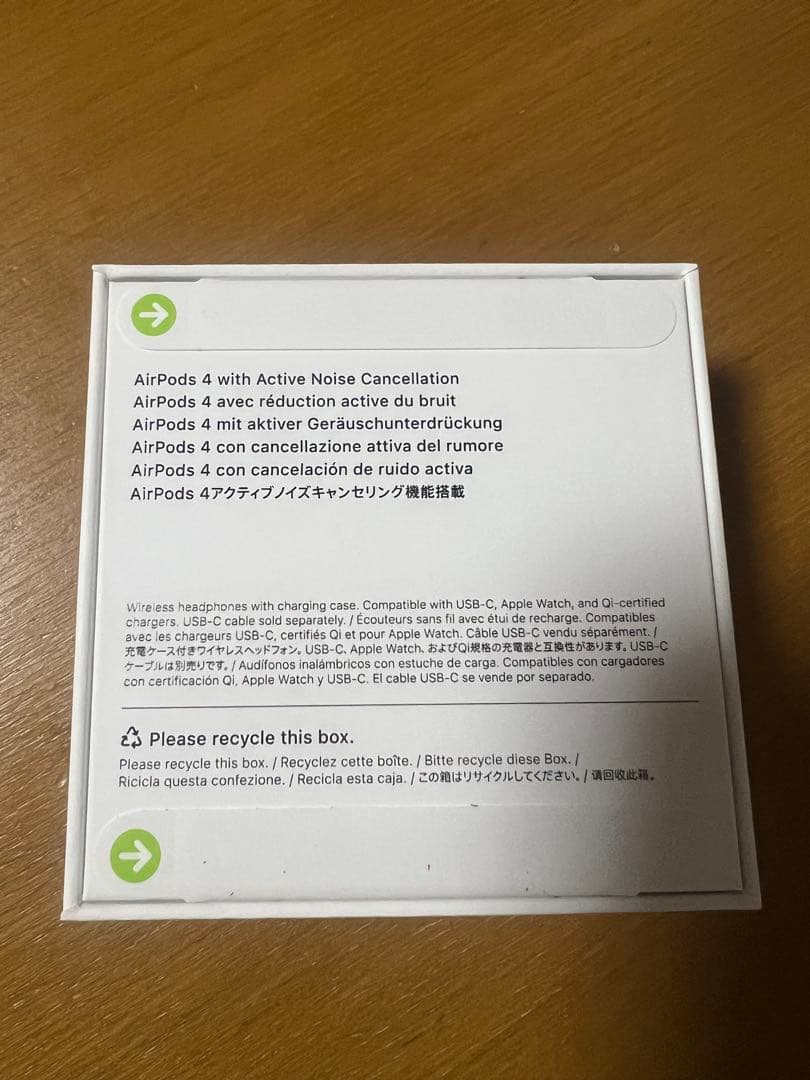 AirPods 4 with Active Noise Cancellation
AirPods 4 avec réduction active du bruit
AirPods 4 mit aktiver Geräuschunterdrückung
AirPods 4 con cancellazione attiva del rumore
AirPods 4 con cancelación de ruido activa
AirPods 4アクティブノイズキャンセリング機能搭載
Wireless headphones with charging case. Compatible with USB-C, Apple Watch, and Qi-certified
chargers. USB-C cable sold separately. / Écouteurs sans fil avec étui de recharge. Compatibles
avec les chargeurs USB-C, certifiés Qi et pour Apple Watch. Câble USB-C vendu séparément. /
充電ケース付きワイヤレスヘッドフォン。USB-C、Apple Watch、およびQi規格の充電器と互換性があります。USB-C
ケーブルは別売りです。/ Audífonos inalámbricos con estuche de carga. Compatibles con cargadores
con certificación Qi, Apple Watch y USB-C. El cable USB-C se vende por separado.
Please recycle this box.
Please recycle this box. / Recyclez cette boîte. / Bitte recycle diese Box. /
Ricicla questa confezione. / Recicla esta caja. / この箱はリサイクルしてください。/ 请回收此箱。